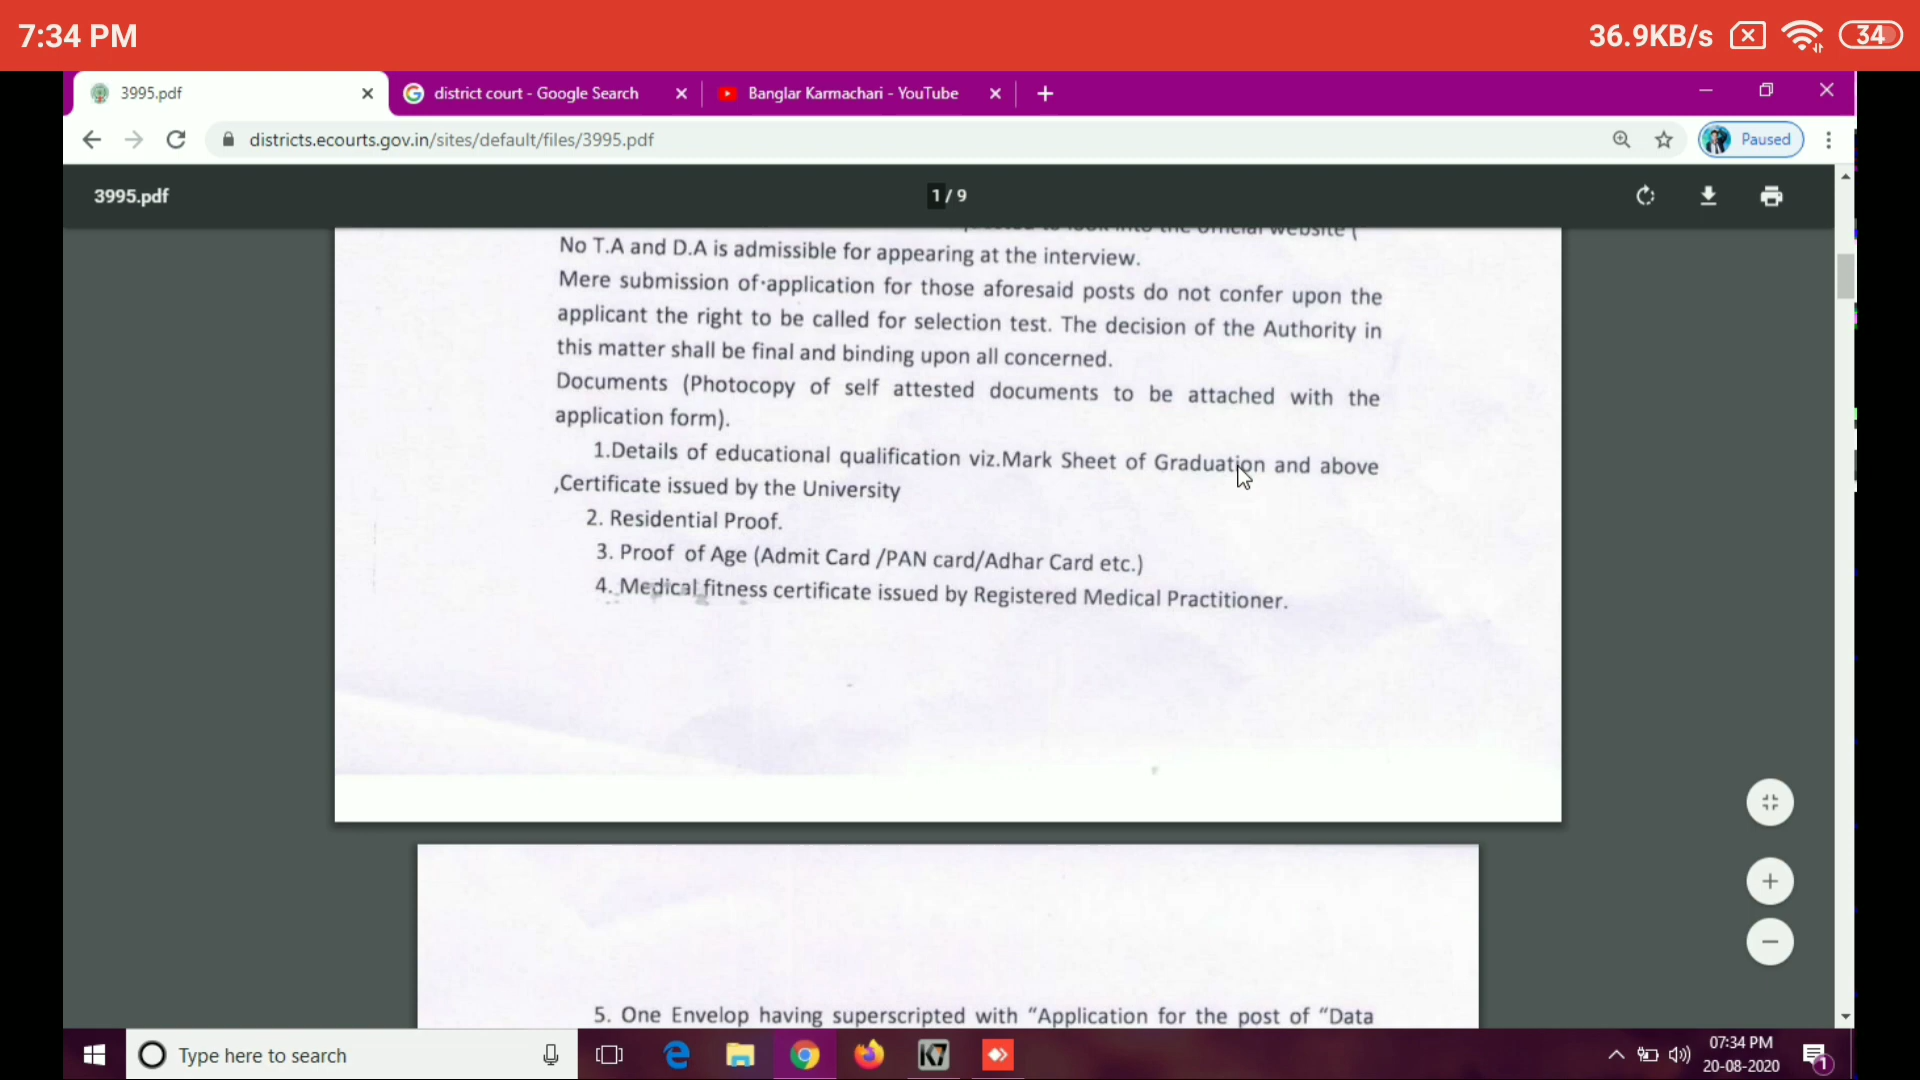 7:34 PM
36.9KB/s
34
3995.pdf
district court - Google Search
Banglar Karmachari - YouTube
districts.ecourts.gov.in/sites/default/files/3995.pdf
Paused
3995.pdf
1 / 9
look into the official website (
No T.A and D.A is admissible for appearing at the interview.
Mere submission of application for those aforesaid posts do not confer upon the
applicant the right to be called for selection test. The decision of the Authority in
this matter shall be final and binding upon all concerned.
Documents (Photocopy of self attested documents to be attached with the
application form).
1.Details of educational qualification viz.Mark Sheet of Graduation and above
,Certificate issued by the University
2. Residential Proof.
3. Proof of Age (Admit Card /PAN card/Adhar Card etc.)
4. Medical fitness certificate issued by Registered Medical Practitioner.
5. One Envelop having superscripted with “Application for the post of “Data
Type here to search
K7
07:34 PM
20-08-2020
1